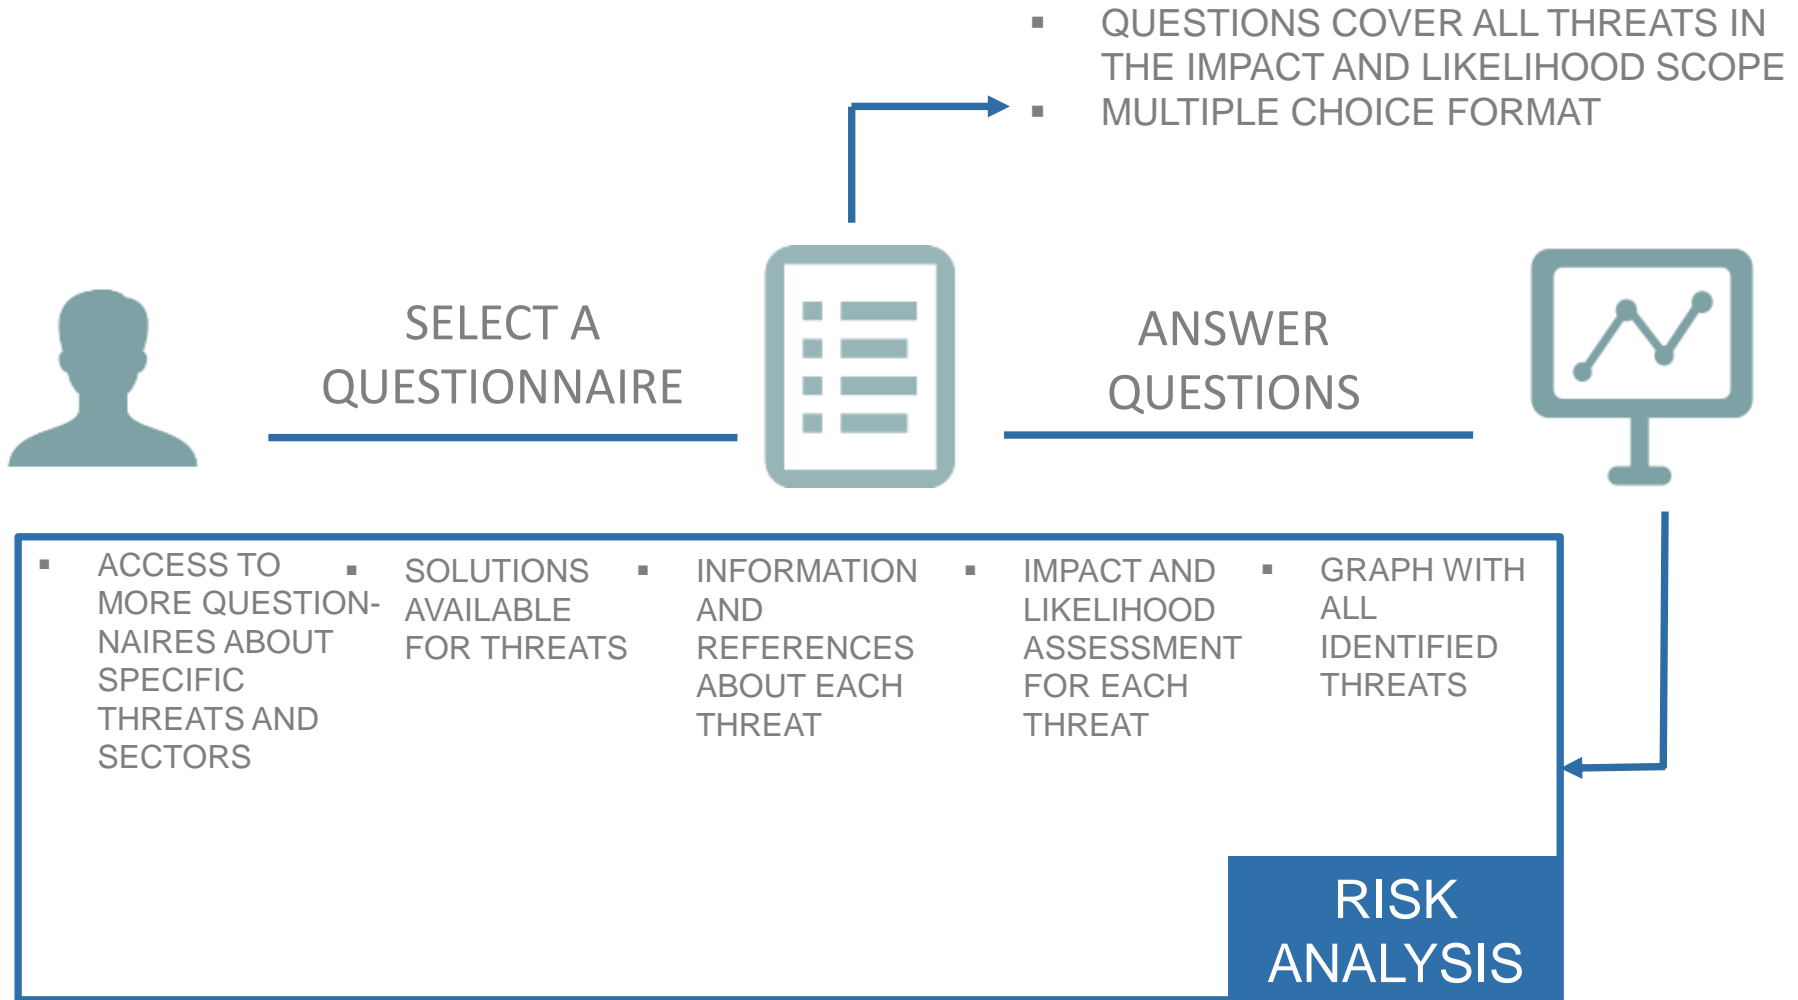 ▪ QUESTIONS COVER ALL THREATS IN
THE IMPACT AND LIKELIHOOD SCOPE
▪ MULTIPLE CHOICE FORMAT
SELECT A
QUESTIONNAIRE
ANSWER
QUESTIONS
▪ ACCESS TO
MORE QUESTION-
NAIRES ABOUT
SPECIFIC
THREATS AND
SECTORS
▪ SOLUTIONS
AVAILABLE
FOR THREATS
▪ INFORMATION
AND
REFERENCES
ABOUT EACH
THREAT
▪ IMPACT AND
LIKELIHOOD
ASSESSMENT
FOR EACH
THREAT
▪ GRAPH WITH
ALL
IDENTIFIED
THREATS
RISK
ANALYSIS